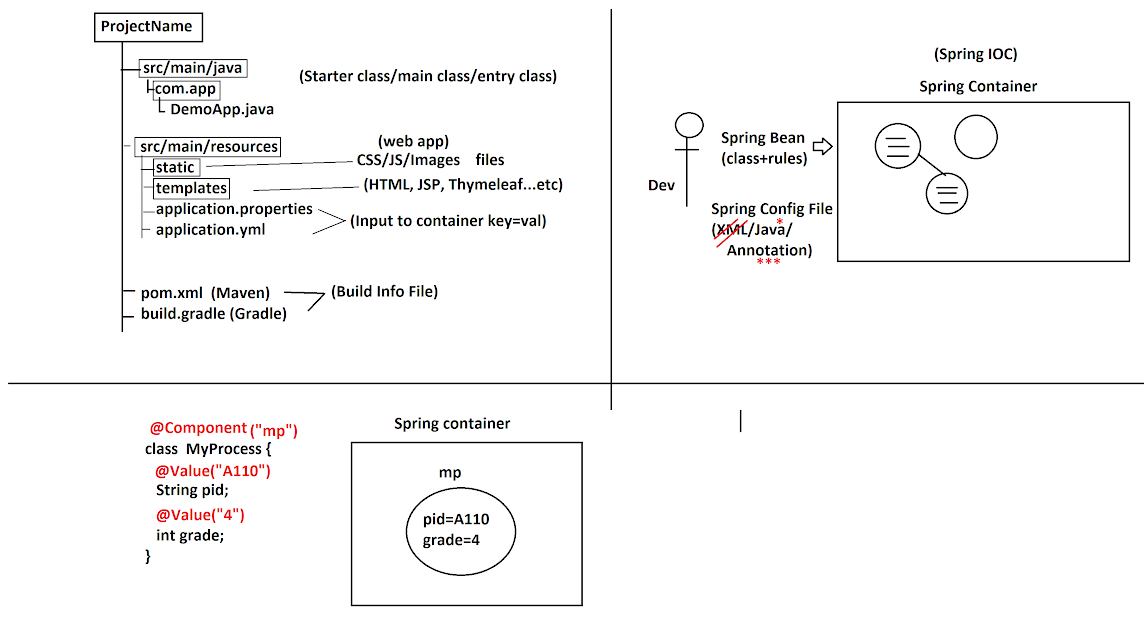 ProjectName
src/main/java
(Starter class/main class/entry class)
com.app
DemoApp.java
src/main/resources
(web app)
static
CSS/JS/Images files
templates
(HTML, JSP, Thymeleaf...etc)
application.properties
(Input to container key=val)
application.yml
pom.xml (Maven)
(Build Info File)
build.gradle (Gradle)
(Spring IOC)
Spring Container
Spring Bean
(class+rules)
Dev
Spring Config File
*
(XML/Java/
Annotation)
***
@Component ("mp")
class MyProcess {
@Value("A110")
String pid;
@Value("4")
int grade;
}
Spring container
mp
pid=A110
grade=4